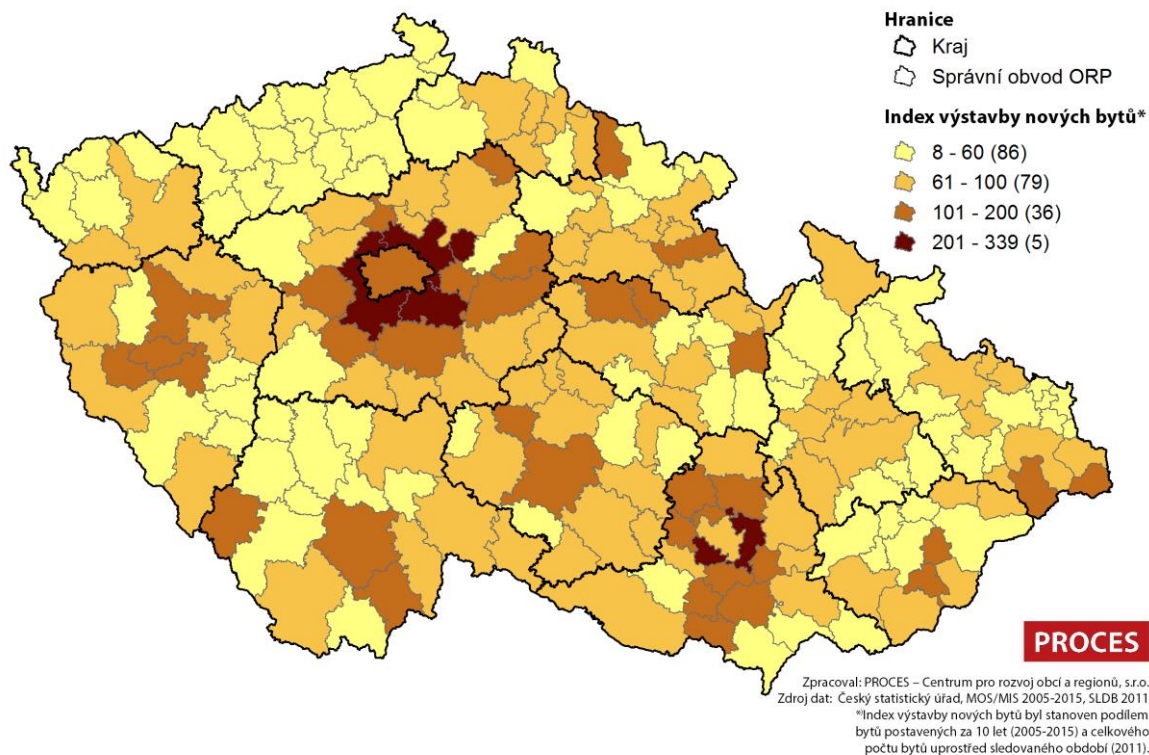 Hranice
Kraj
Správní obvod ORP
Index výstavby nových bytů*
8 - 60 (86)
61 - 100 (79)
101 - 200 (36)
201 - 339 (5)
PROCES
Zpracoval: PROCES – Centrum pro rozvoj obcí a regionů, s.r.o.
Zdroj dat: Český statistický úřad, MOS/MIS 2005-2015, SLDB 2011
*Index výstavby nových bytů byl stanoven podílem
bytů postavených za 10 let (2005-2015) a celkového
počtu bytů uprostřed sledovaného období (2011).